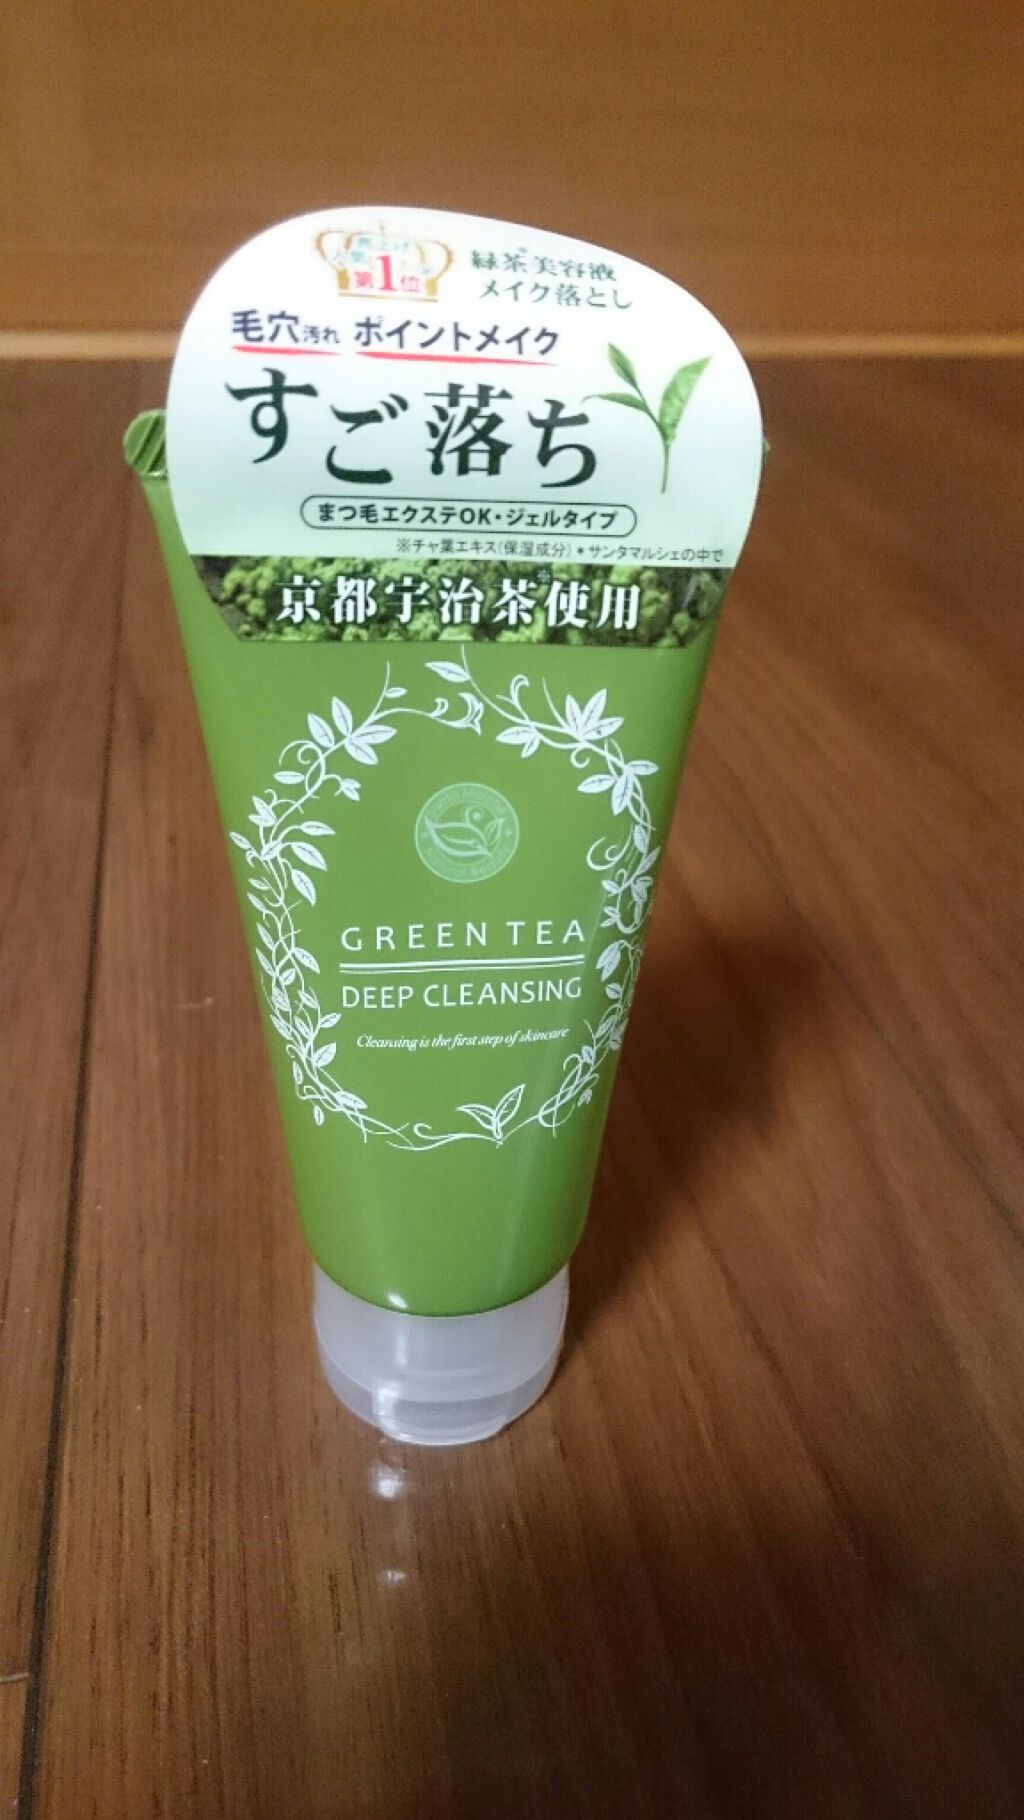 売上げ
第1位
緑茶※美容液
メイク落とし
毛穴汚れ ポイントメイク
すご落ち
まつ毛エクステOK・ジェルタイプ
※チャ葉エキス(保湿成分) *サンタマルシェの中で
京都宇治茶※使用
Natural Beauty
GREEN TEA
DEEP CLEANSING
Cleansing is the first step of skincare